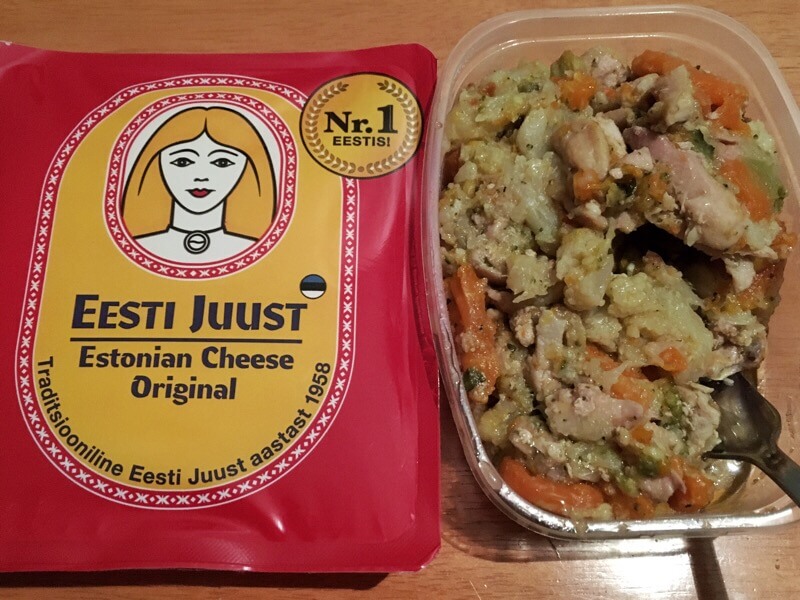 Nr.1
EESTIS!
EESTI JUUST
Estonian Cheese
Original
Traditsiooniline Eesti Juust aastast 1958